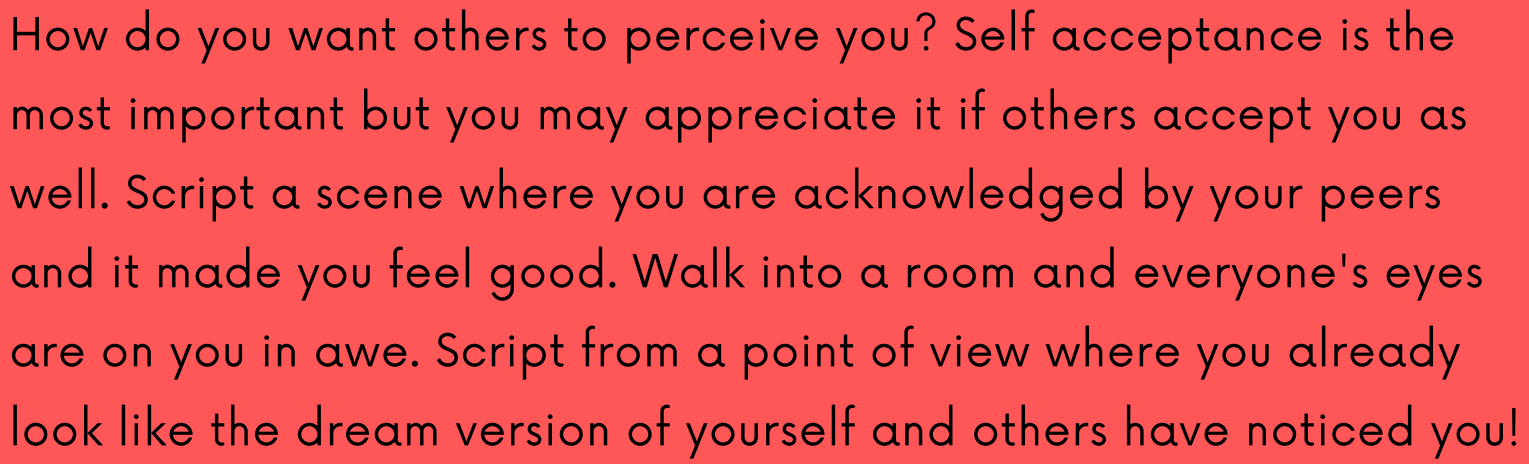 How do you want others to perceive you? Self acceptance is the
most important but you may appreciate it if others accept you as
well. Script a scene where you are acknowledged by your peers
and it made you feel good. Walk into a room and everyone's eyes
are on you in awe. Script from a point of view where you already
look like the dream version of yourself and others have noticed you!